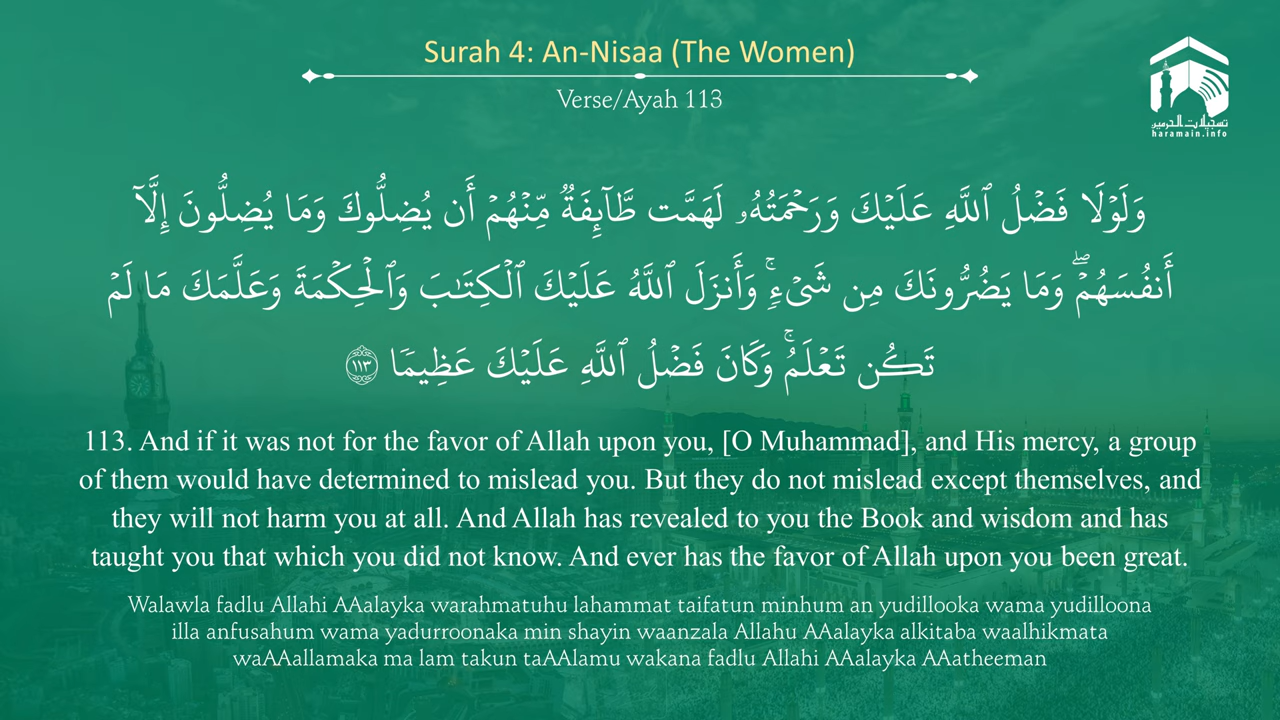 Surah 4: An-Nisaa (The Women)
Verse/Ayah 113
تسجيلات الحرمين
haramain.info
وَلَوۡلَا فَضۡلُ ٱللَّهِ عَلَيۡكَ وَرَحۡمَتُهُۥ لَهَمَّت طَّآئِفَةٞ مِّنۡهُمۡ أَن يُضِلُّوكَ وَمَا يُضِلُّونَ إِلَّآ
أَنفُسَهُمۡۖ وَمَا يَضُرُّونَكَ مِن شَيۡءٖۚ وَأَنزَلَ ٱللَّهُ عَلَيۡكَ ٱلۡكِتَٰبَ وَٱلۡحِكۡمَةَ وَعَلَّمَكَ مَا لَمۡ
تَكُن تَعۡلَمُۚ وَكَانَ فَضۡلُ ٱللَّهِ عَلَيۡكَ عَظِيمٗا ١١٣
113. And if it was not for the favor of Allah upon you, [O Muhammad], and His mercy, a group
of them would have determined to mislead you. But they do not mislead except themselves, and
they will not harm you at all. And Allah has revealed to you the Book and wisdom and has
taught you that which you did not know. And ever has the favor of Allah upon you been great.
Walawla fadlu Allahi AAalayka warahmatuhu lahammat taifatun minhum an yudillooka wama yudilloona
illa anfusahum wama yadurroonaka min shayin waanzala Allahu AAalayka alkitaba waalhikmata
waAAallamaka ma lam takun taAAlamu wakana fadlu Allahi AAalayka AAatheeman